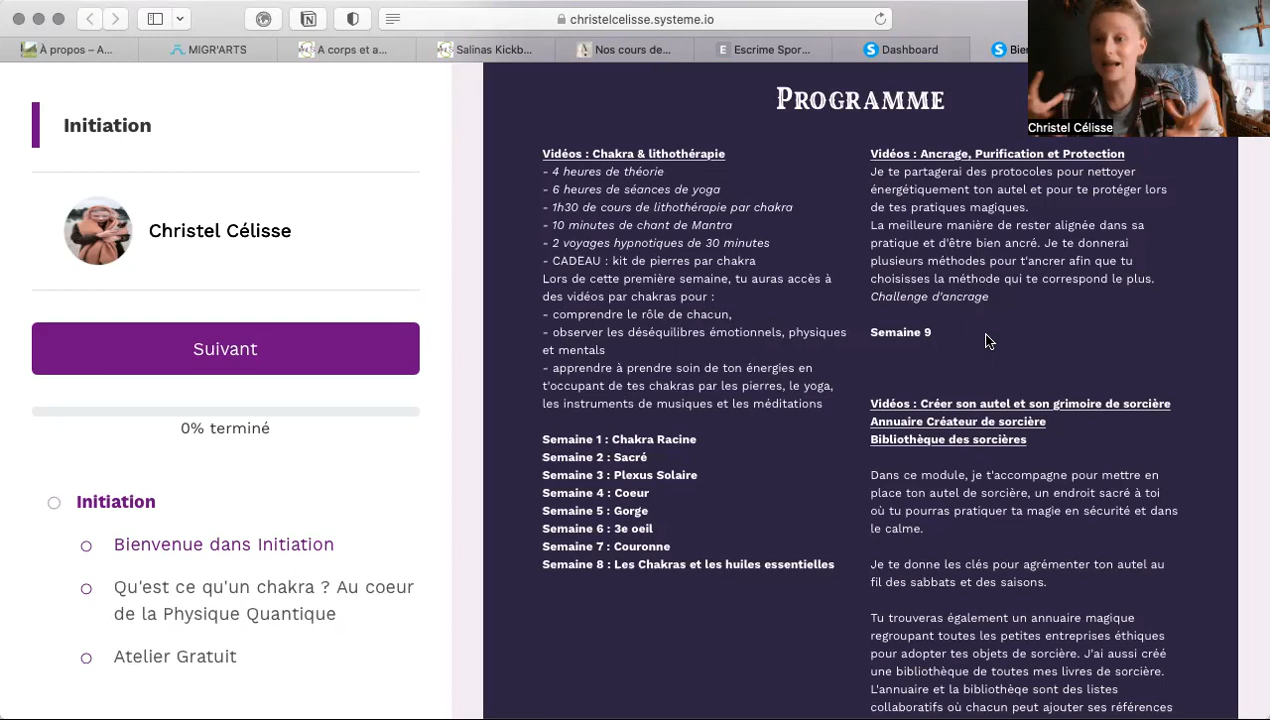 christelcelisse.systeme.io
À propos – A...
MIGR'ARTS
A corps et a...
Salinas Kickb...
Nos cours de...
Escrime Spor...
Dashboard
Bien
Christel Célisse
Initiation
Christel Célisse
Suivant
0% terminé
Initiation
Bienvenue dans Initiation
Qu'est ce qu'un chakra ? Au coeur
de la Physique Quantique
Atelier Gratuit
Programme
Vidéos : Chakra & lithothérapie
- 4 heures de théorie
- 6 heures de séances de yoga
- 1h30 de cours de lithothérapie par chakra
- 10 minutes de chant de Mantra
- 2 voyages hypnotiques de 30 minutes
- CADEAU : kit de pierres par chakra
Lors de cette première semaine, tu auras accès à
des vidéos par chakras pour :
- comprendre le rôle de chacun,
- observer les déséquilibres émotionnels, physiques
et mentals
- apprendre à prendre soin de ton énergies en
t'occupant de tes chakras par les pierres, le yoga,
les instruments de musiques et les méditations
Semaine 1 : Chakra Racine
Semaine 2 : Sacré
Semaine 3 : Plexus Solaire
Semaine 4 : Coeur
Semaine 5 : Gorge
Semaine 6 : 3e oeil
Semaine 7 : Couronne
Semaine 8 : Les Chakras et les huiles essentielles
Vidéos : Ancrage, Purification et Protection
Je te partagerai des protocoles pour nettoyer
énergétiquement ton autel et pour te protéger lors
de tes pratiques magiques.
La meilleure manière de rester alignée dans sa
pratique et d'être bien ancré. Je te donnerai
plusieurs méthodes pour t'ancrer afin que tu
choisisses la méthode qui te correspond le plus.
Challenge d'ancrage
Semaine 9
Vidéos : Créer son autel et son grimoire de sorcière
Annuaire Créateur de sorcière
Bibliothèque des sorcières
Dans ce module, je t'accompagne pour mettre en
place ton autel de sorcière, un endroit sacré à toi
où tu pourras pratiquer ta magie en sécurité et dans
le calme.
Je te donne les clés pour agrémenter ton autel au
fil des sabbats et des saisons.
Tu trouveras également un annuaire magique
regroupant toutes les petites entreprises éthiques
pour adopter tes objets de sorcière. J'ai aussi créé
une bibliothèque de toutes mes livres de sorcière.
L'annuaire et la bibliothèqe sont des listes
collaboratifs où chacun peut ajouter ses références